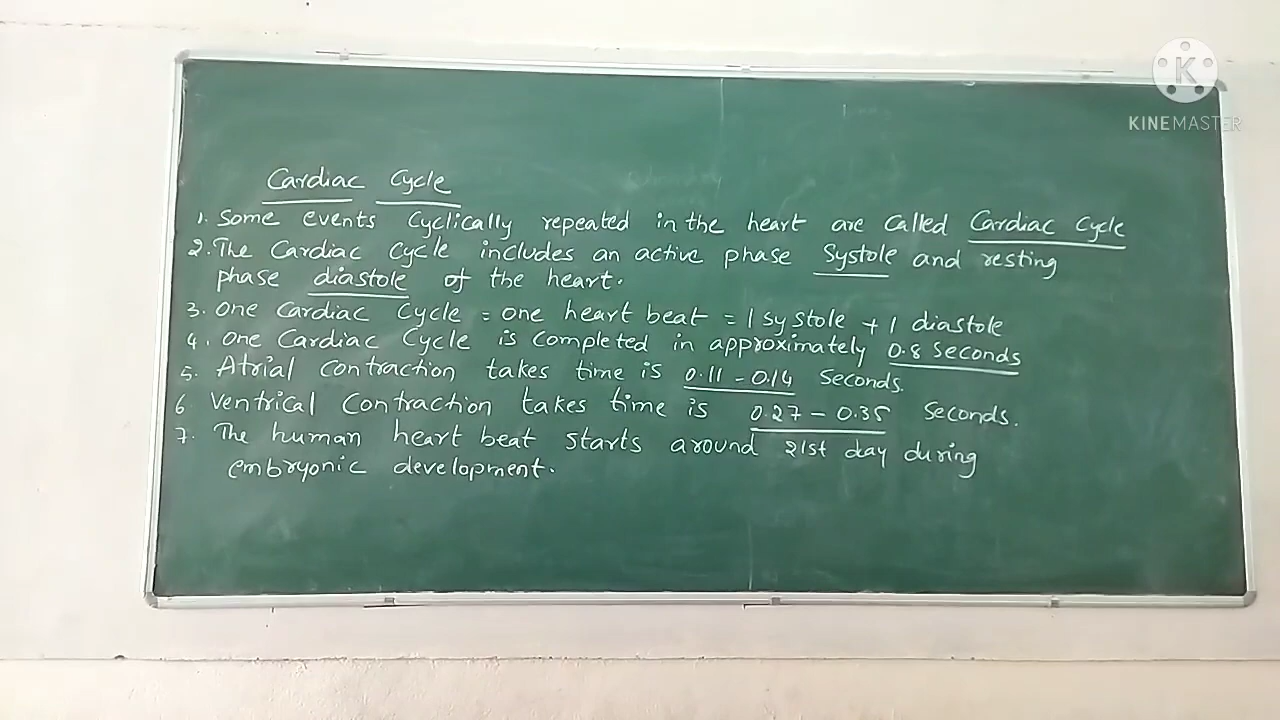 K
KINEMASTER
Cardiac Cycle
1. Some events Cyclically repeated in the heart are called Cardiac Cycle
2. The Cardiac Cycle includes an active phase Systole and resting
phase diastole of the heart.
3. One Cardiac Cycle = one heart beat = 1 systole + 1 diastole
4. One Cardiac Cycle is completed in approximately 0.8 Seconds
5. Atrial contraction takes time is 0.11 - 0.14 Seconds.
6 Ventrical Contraction takes time is 0.27 - 0.35 Seconds.
7. The human heart beat starts around 21st day during
embryonic development.